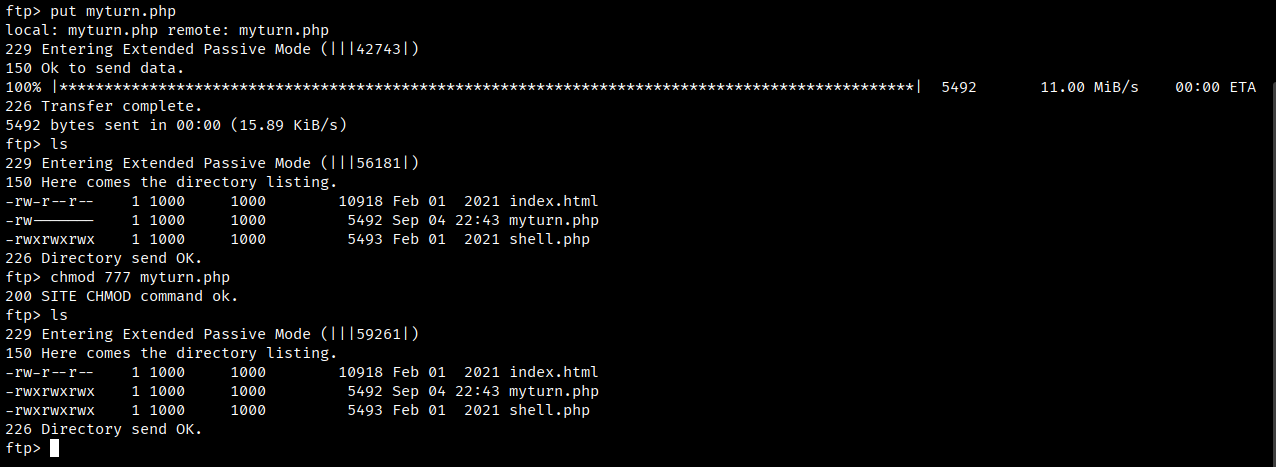 ftp> put myturn.php
local: myturn.php remote: myturn.php
229 Entering Extended Passive Mode (|||42743|)
150 Ok to send data.
100% |***********************************************************************************************|  5492       11.00 MiB/s    00:00 ETA
226 Transfer complete.
5492 bytes sent in 00:00 (15.89 KiB/s)
ftp> ls
229 Entering Extended Passive Mode (|||56181|)
150 Here comes the directory listing.
-rw-r--r--    1 1000     1000        10918 Feb 01  2021 index.html
-rw-------    1 1000     1000         5492 Sep 04 22:43 myturn.php
-rwxrwxrwx    1 1000     1000         5493 Feb 01  2021 shell.php
226 Directory send OK.
ftp> chmod 777 myturn.php
200 SITE CHMOD command ok.
ftp> ls
229 Entering Extended Passive Mode (|||59261|)
150 Here comes the directory listing.
-rw-r--r--    1 1000     1000        10918 Feb 01  2021 index.html
-rwxrwxrwx    1 1000     1000         5492 Sep 04 22:43 myturn.php
-rwxrwxrwx    1 1000     1000         5493 Feb 01  2021 shell.php
226 Directory send OK.
ftp>